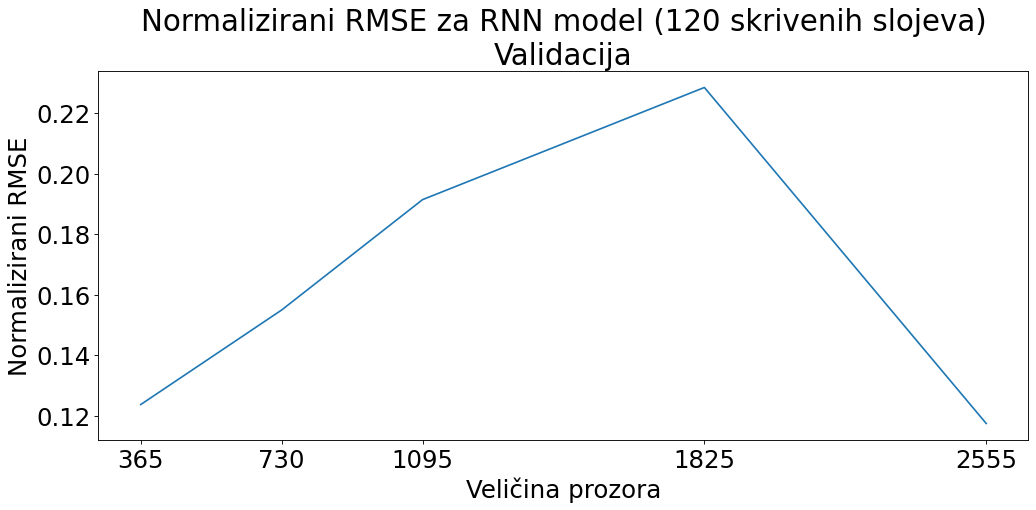 Normalizirani RMSE za RNN model (120 skrivenih slojeva)
Validacija
Normalizirani RMSE
0.22
0.20
0.18
0.16
0.14
0.12
365 730 1095 1825 2555
Veličina prozora